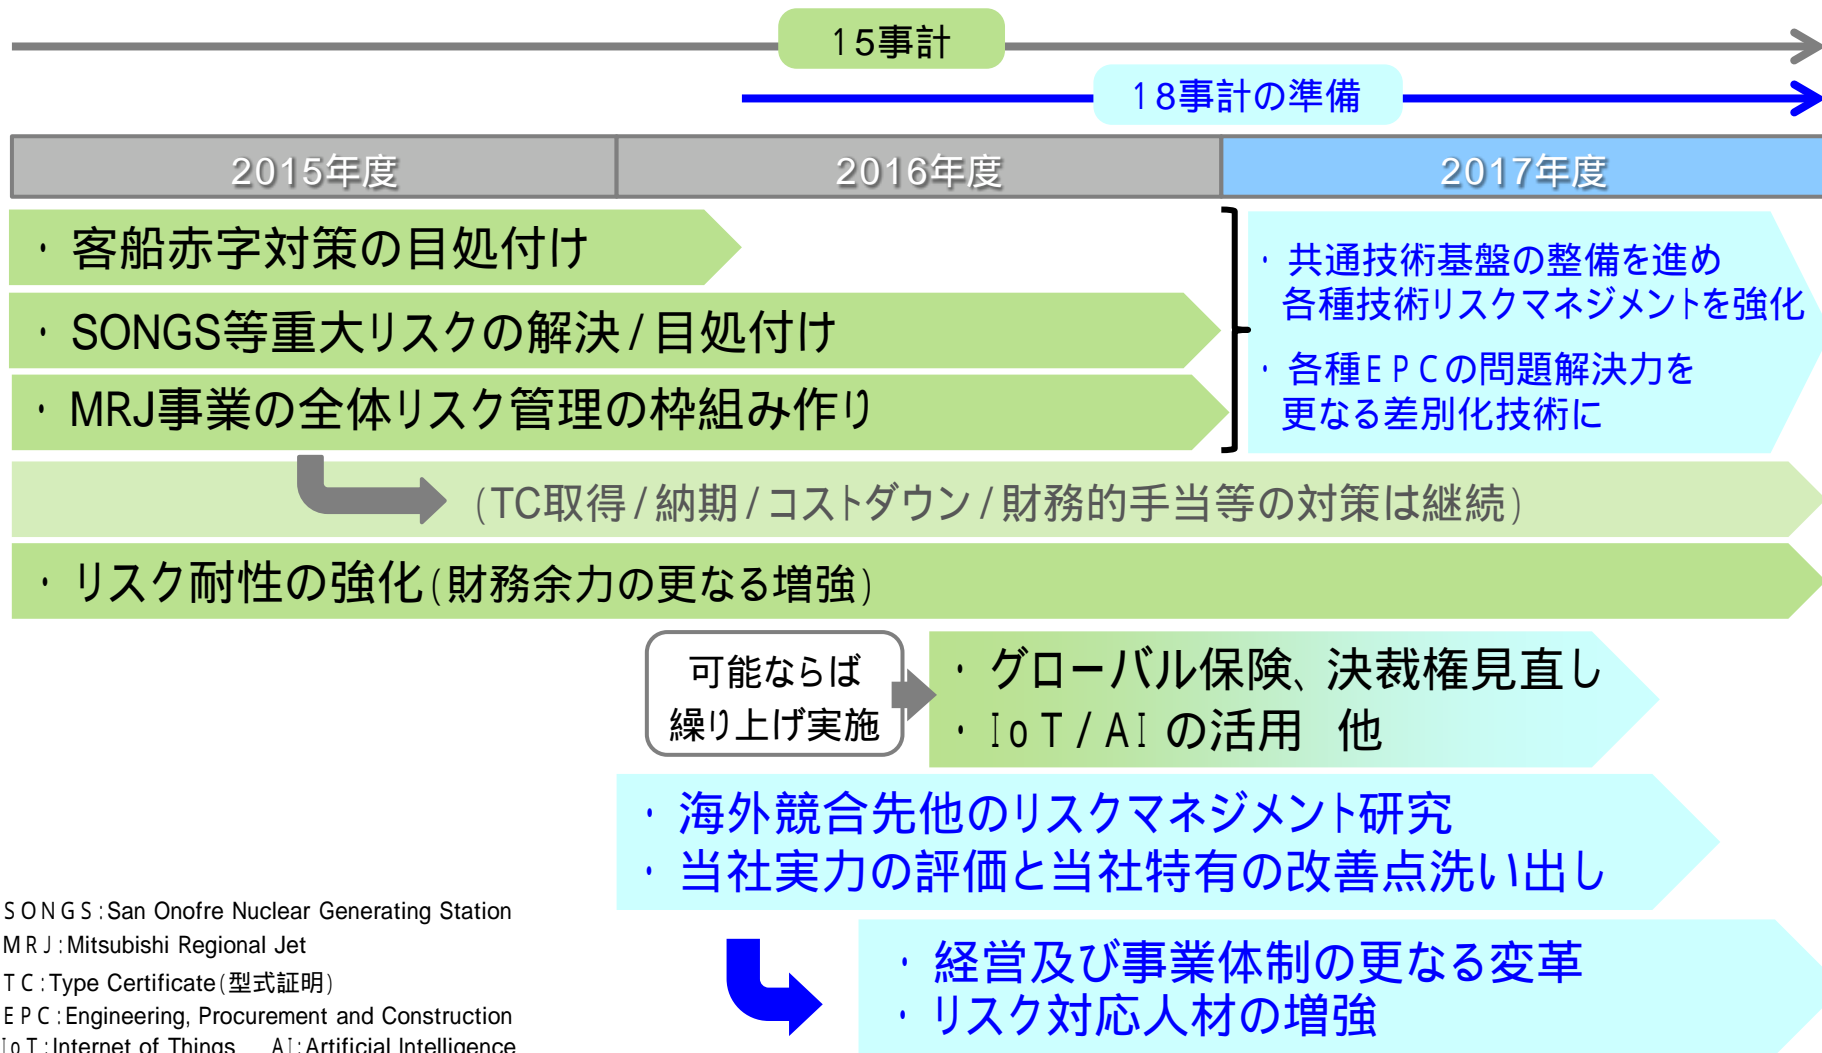 15事計
18事計の準備
2015年度
2016年度
2017年度
・客船赤字対策の目処付け
・SONGS等重大リスクの解決/目処付け
・MRJ事業の全体リスク管理の枠組み作り
・共通技術基盤の整備を進め
各種技術リスクマネジメントを強化
・各種EPCの問題解決力を
更なる差別化技術に
(TC取得/納期/コストダウン/財務的手当等の対策は継続)
・リスク耐性の強化(財務余力の更なる増強)
可能ならば
繰り上げ実施
・グローバル保険、決裁権見直し
・IoT/AIの活用 他
・海外競合先他のリスクマネジメント研究
・当社実力の評価と当社特有の改善点洗い出し
・経営及び事業体制の更なる変革
・リスク対応人材の増強
SONGS:San Onofre Nuclear Generating Station
MRJ:Mitsubishi Regional Jet
TC:Type Certificate(型式証明)
EPC:Engineering, Procurement and Construction
IoT:Internet of Things AI:Artificial Intelligence